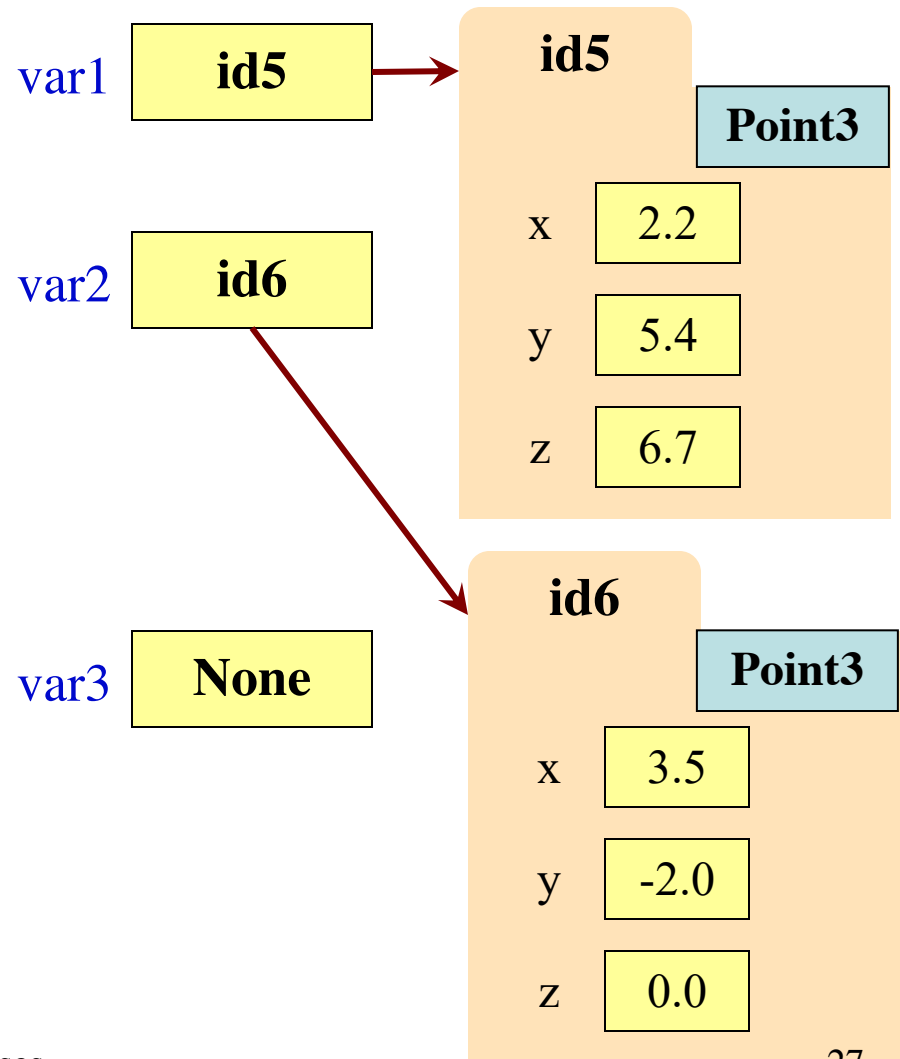 var1 id5
id5
Point3
x 2.2
y 5.4
z 6.7
var2 id6
id6
Point3
x 3.5
y -2.0
z 0.0
var3 None
27